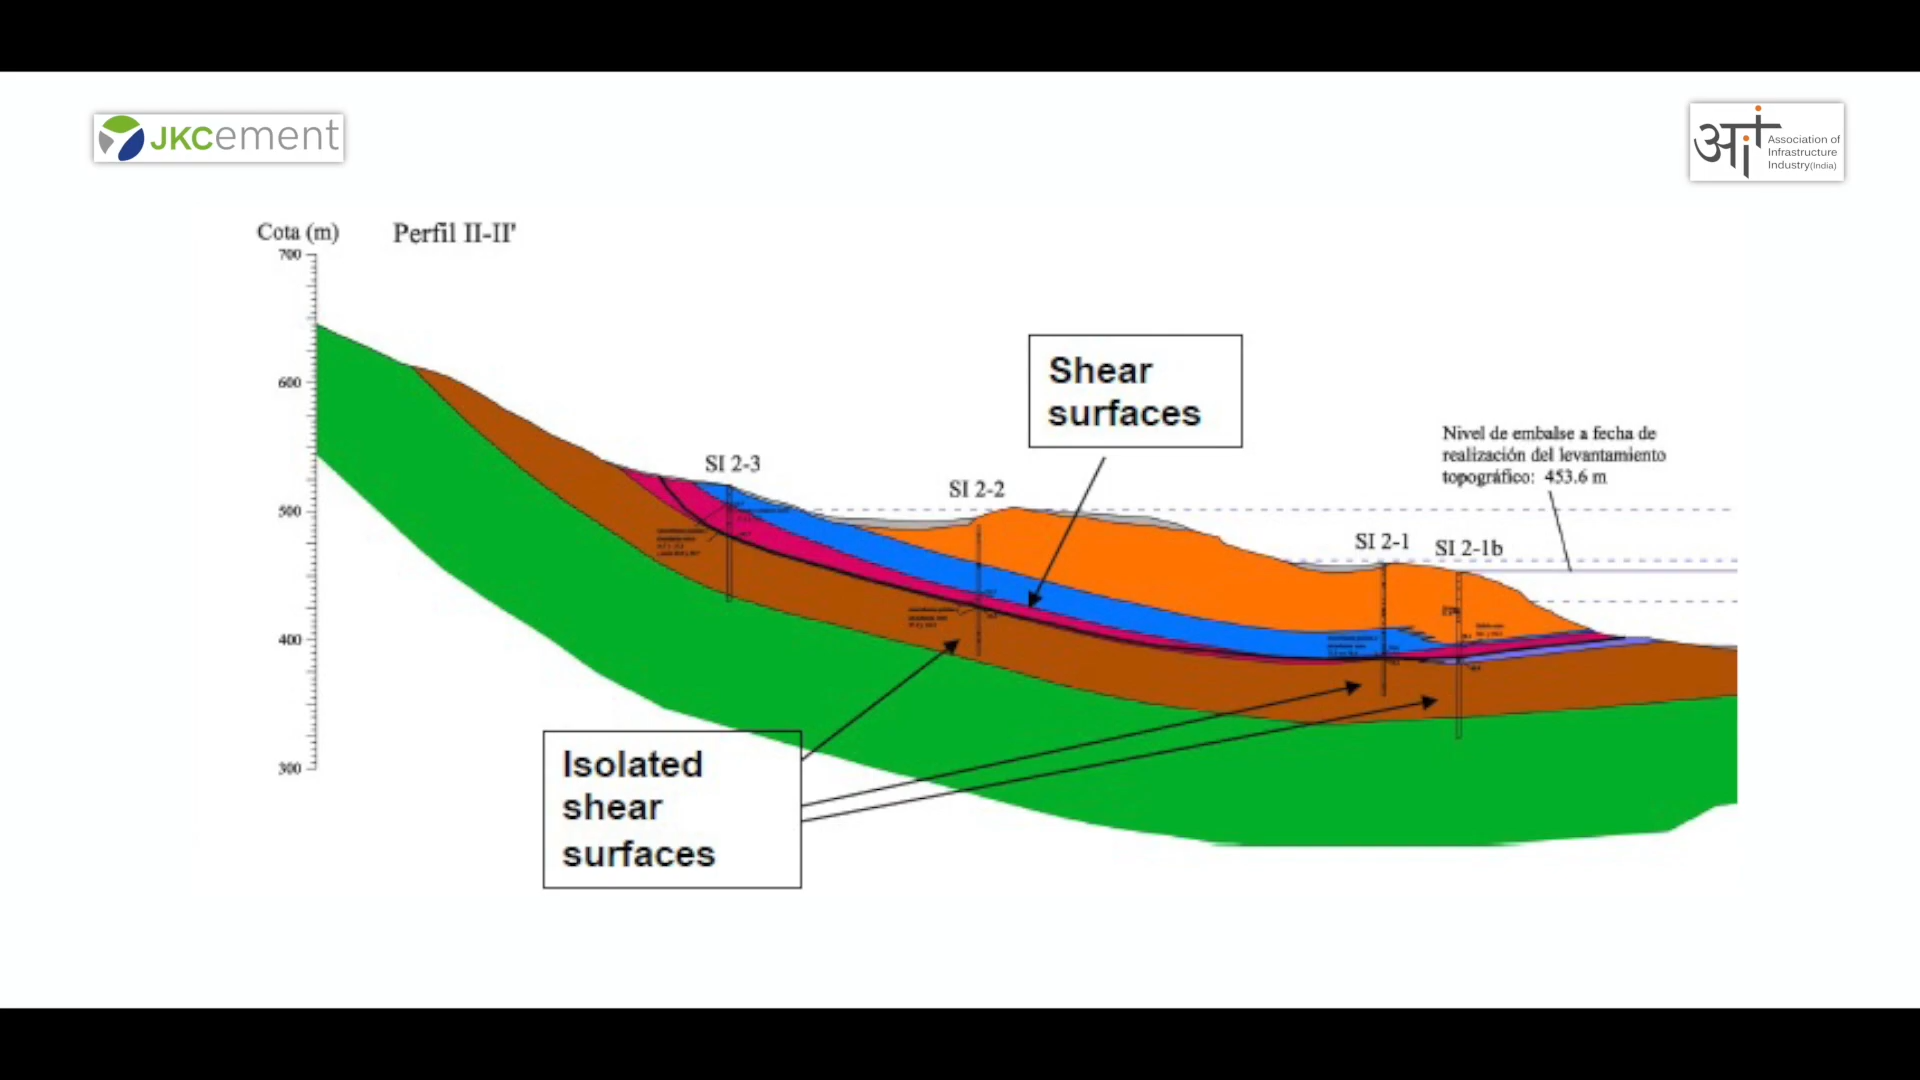 JKCement
अ
Association of
Infrastructure
Industry(India)
Cota (m)
Perfil II-II'
700
600
500
400
300
SI 2-3
SI 2-2
SI 2-1
SI 2-1b
Shear
surfaces
Nivel de embalse a fecha de
realización del levantamiento
topográfico: 453.6 m
Isolated
shear
surfaces